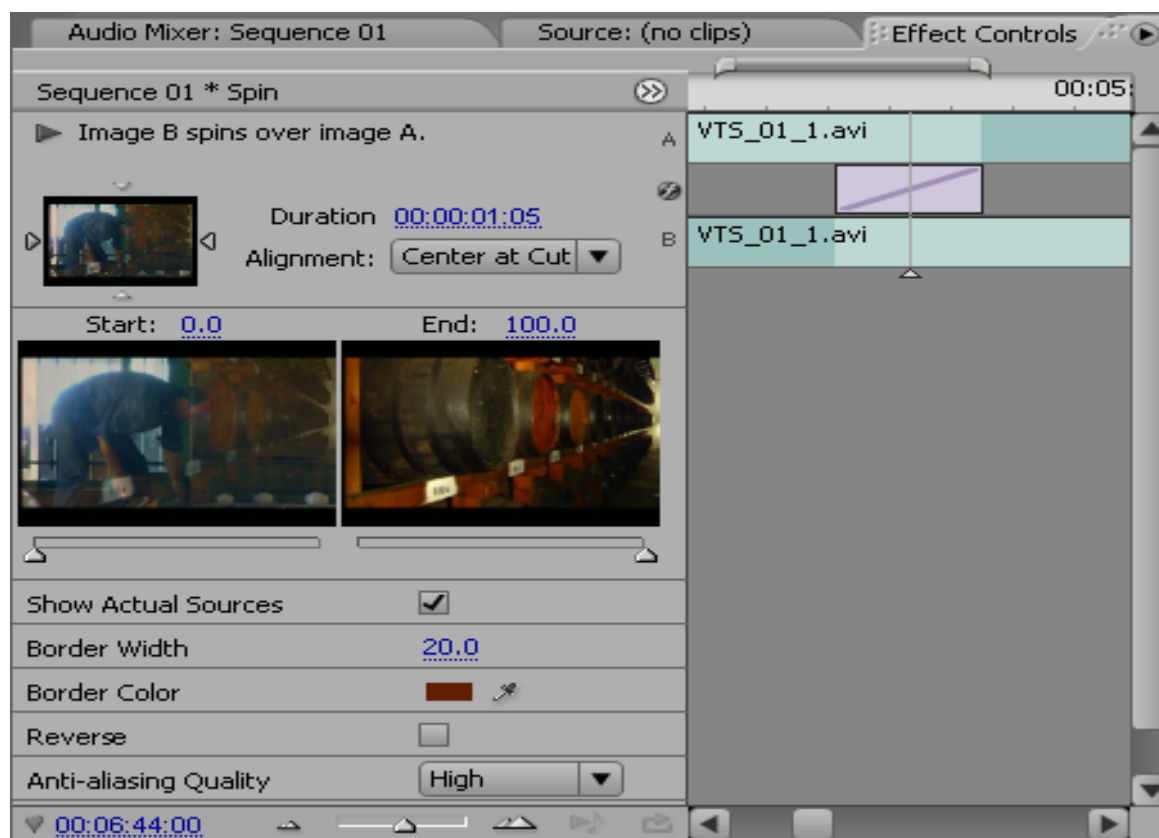 Audio Mixer: Sequence 01
Source: (no clips)
Effect Controls
Sequence 01 * Spin
00:05:
Image B spins over image A.
A
VTS_01_1.avi
Duration 00:00:01:05
Alignment: Center at Cut
B
VTS_01_1.avi
Start: 0.0
End: 100.0
Show Actual Sources
Border Width 20.0
Border Color
Reverse
Anti-aliasing Quality High
00:06:44:00